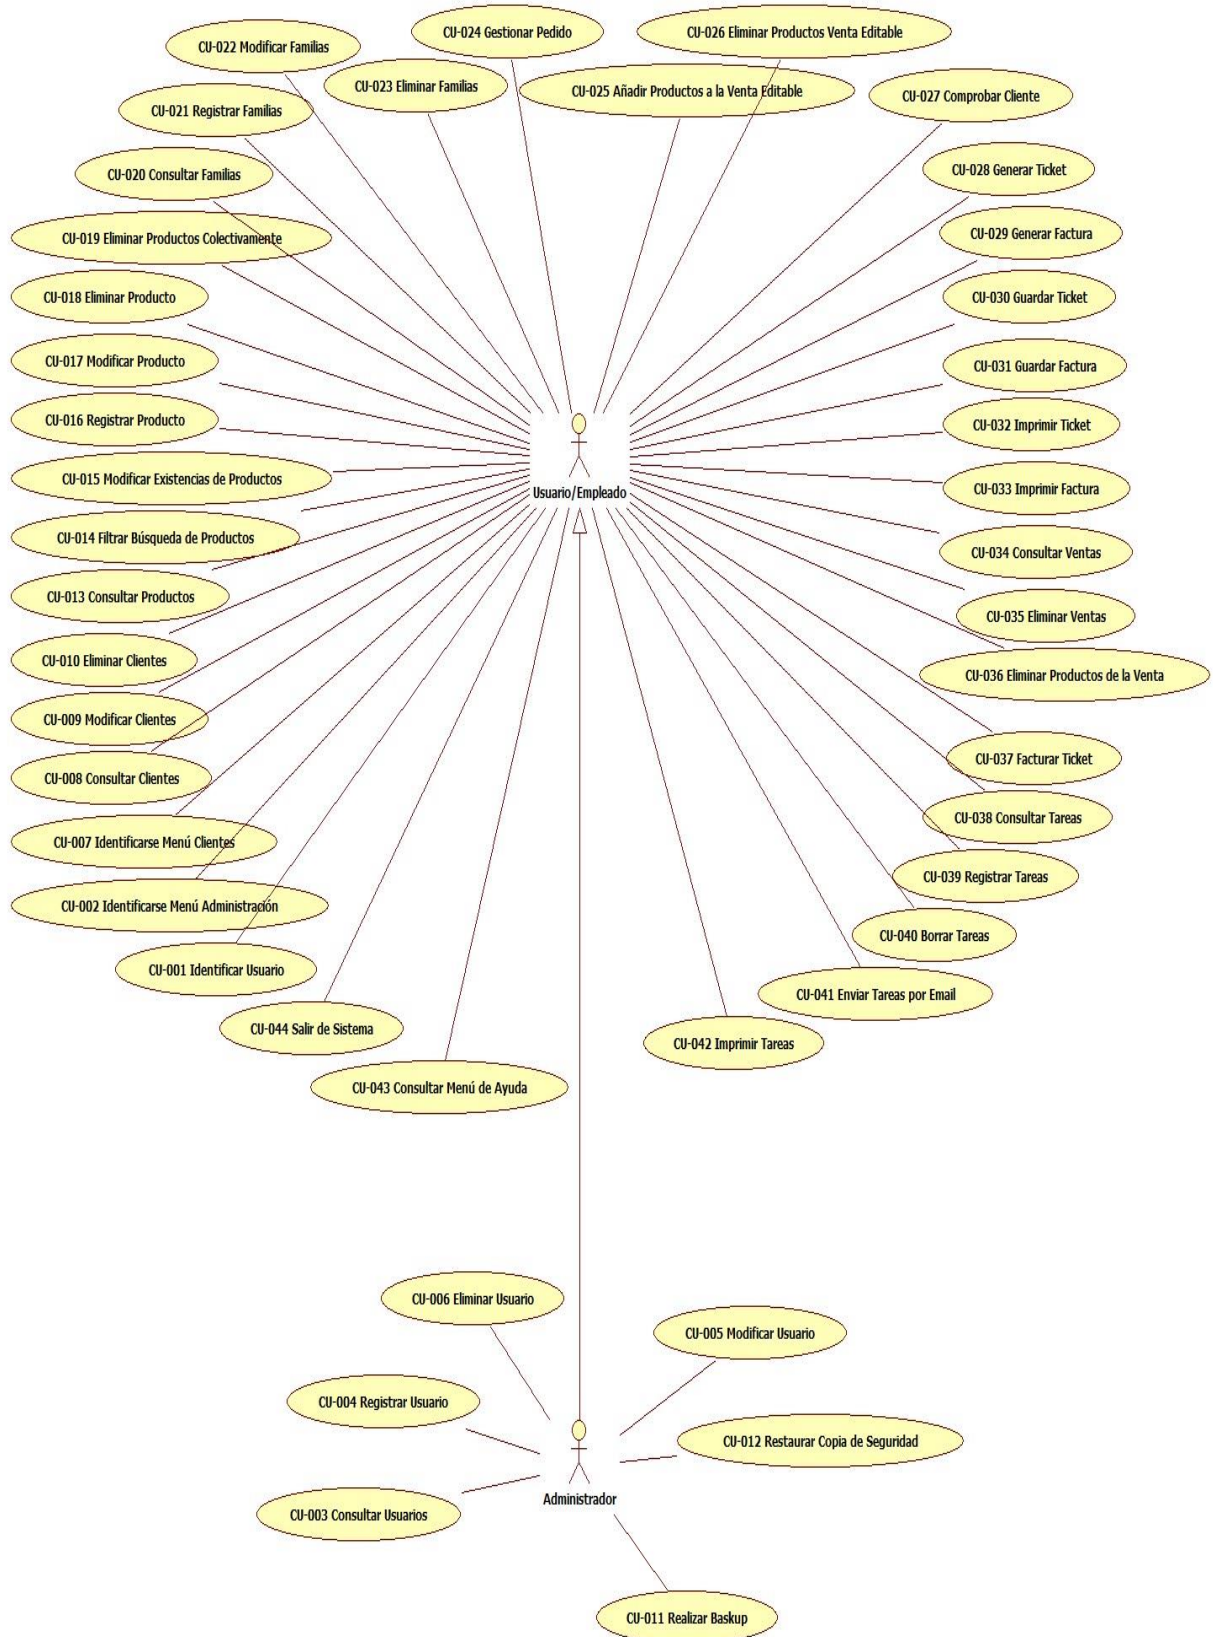 CU-024 Gestionar Pedido
CU-026 Eliminar Productos Venta Editable
CU-022 Modificar Familias
CU-023 Eliminar Familias
CU-025 Añadir Productos a la Venta Editable
CU-027 Comprobar Cliente
CU-021 Registrar Familias
CU-028 Generar Ticket
CU-020 Consultar Familias
CU-029 Generar Factura
CU-019 Eliminar Productos Colectivamente
CU-018 Eliminar Producto
CU-030 Guardar Ticket
CU-017 Modificar Producto
CU-031 Guardar Factura
CU-016 Registrar Producto
CU-032 Imprimir Ticket
CU-015 Modificar Existencias de Productos
CU-033 Imprimir Factura
Usuario/Empleado
CU-014 Filtrar Búsqueda de Productos
CU-034 Consultar Ventas
CU-013 Consultar Productos
CU-035 Eliminar Ventas
CU-010 Eliminar Clientes
CU-036 Eliminar Productos de la Venta
CU-009 Modificar Clientes
CU-037 Facturar Ticket
CU-008 Consultar Clientes
CU-038 Consultar Tareas
CU-007 Identificarse Menú Clientes
CU-039 Registrar Tareas
CU-002 Identificarse Menú Administración
CU-040 Borrar Tareas
CU-001 Identificar Usuario
CU-041 Enviar Tareas por Email
CU-044 Salir de Sistema
CU-042 Imprimir Tareas
CU-043 Consultar Menú de Ayuda
CU-006 Eliminar Usuario
CU-005 Modificar Usuario
CU-004 Registrar Usuario
CU-012 Restaurar Copia de Seguridad
Administrador
CU-003 Consultar Usuarios
CU-011 Realizar Baskup